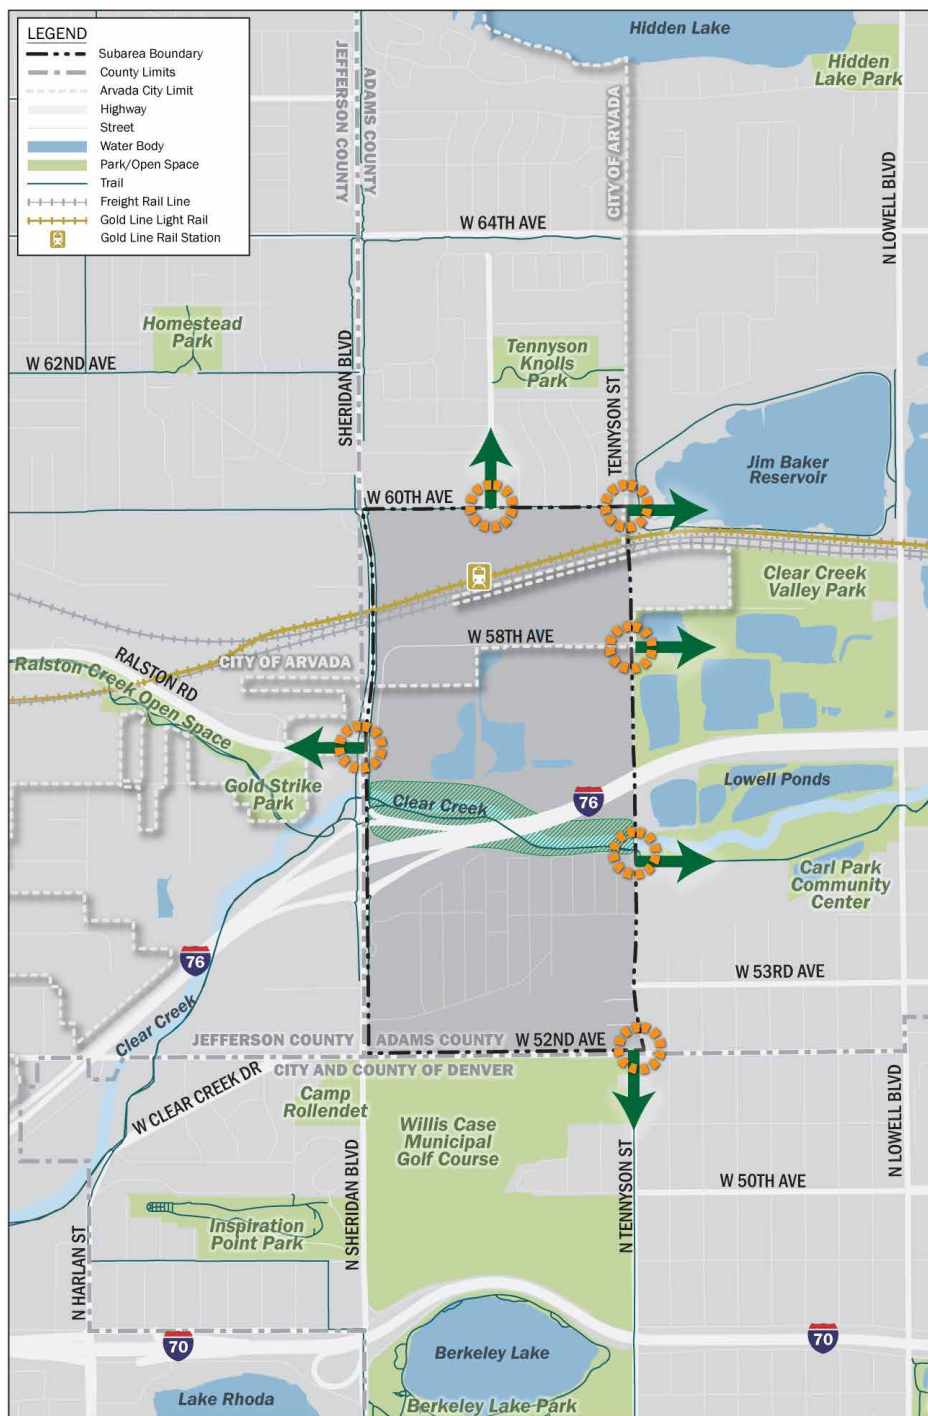 LEGEND
Subarea Boundary
County Limits
Arvada City Limit
Highway
Street
Water Body
Park/Open Space
Trail
Freight Rail Line
Gold Line Light Rail
Gold Line Rail Station
JEFFERSON COUNTY
ADAMS COUNTY
Hidden Lake
Hidden
Lake Park
CITY OF ARVADA
N LOWELL BLVD
W 64TH AVE
Homestead
Park
SHERIDAN BLVD
Tennyson
Knolls
Park
W 62ND AVE
TENNYSON ST
Jim Baker
Reservoir
W 60TH AVE
Clear Creek
Valley Park
W 58TH AVE
CITY OF ARVADA
RALSTON RD
Ralston Creek Open Space
Gold Strike
Park
Clear Creek
76
Lowell Ponds
Carl Park
Community
Center
76
W 53RD AVE
Clear Creek
JEFFERSON COUNTY
ADAMS COUNTY
W 52ND AVE
CITY AND COUNTY OF DENVER
W CLEAR CREEK DR
Camp
Rollendet
Willis Case
Municipal
Golf Course
N LOWELL BLVD
N SHERIDAN BLVD
N TENNYSON ST
W 50TH AVE
Inspiration
Point Park
N HARLAN ST
70
70
Berkeley Lake
Lake Rhoda
Berkeley Lake Park